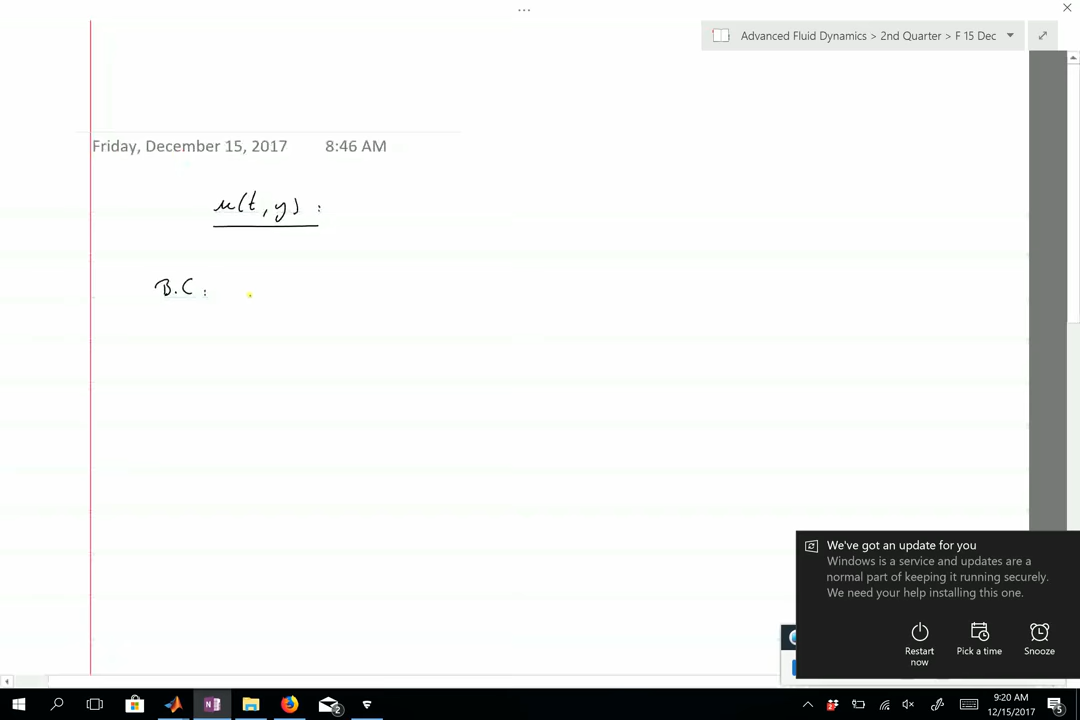 Advanced Fluid Dynamics > 2nd Quarter > F 15 Dec
Friday, December 15, 2017 8:46 AM
u(t, y) :
B.C :
We've got an update for you
Windows is a service and updates are a
normal part of keeping it running securely.
We need your help installing this one.
Restart now
Pick a time
Snooze
2
9:20 AM
12/15/2017
5